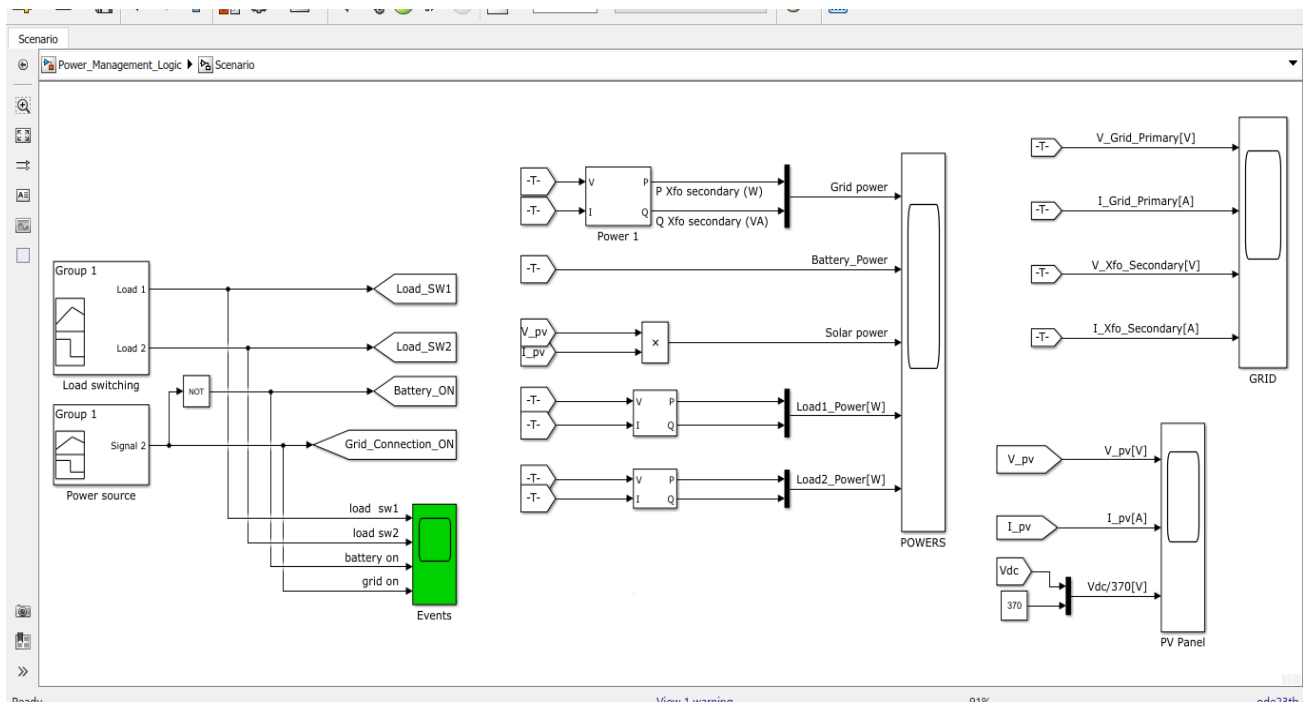 Scenario
Power_Management_Logic
Scenario
Group 1
Load 1
Load 2
Load switching
Group 1
Signal 2
Power source
NOT
Load_SW1
Load_SW2
Battery_ON
Grid_Connection_ON
load sw1
load sw2
battery on
grid on
Events
-T-
-T-
V
I
P
Q
Power 1
P Xfo secondary (W)
Q Xfo secondary (VA)
Grid power
-T-
Battery_Power
V_pv
I_pv
×
Solar power
-T-
-T-
V
I
P
Q
Load1_Power[W]
-T-
-T-
V
I
P
Q
Load2_Power[W]
POWERS
-T-
V_Grid_Primary[V]
-T-
I_Grid_Primary[A]
-T-
V_Xfo_Secondary[V]
-T-
I_Xfo_Secondary[A]
GRID
V_pv
V_pv[V]
I_pv
I_pv[A]
Vdc
370
Vdc/370[V]
PV Panel
Ready
View 1 warning
91%
ode23tb